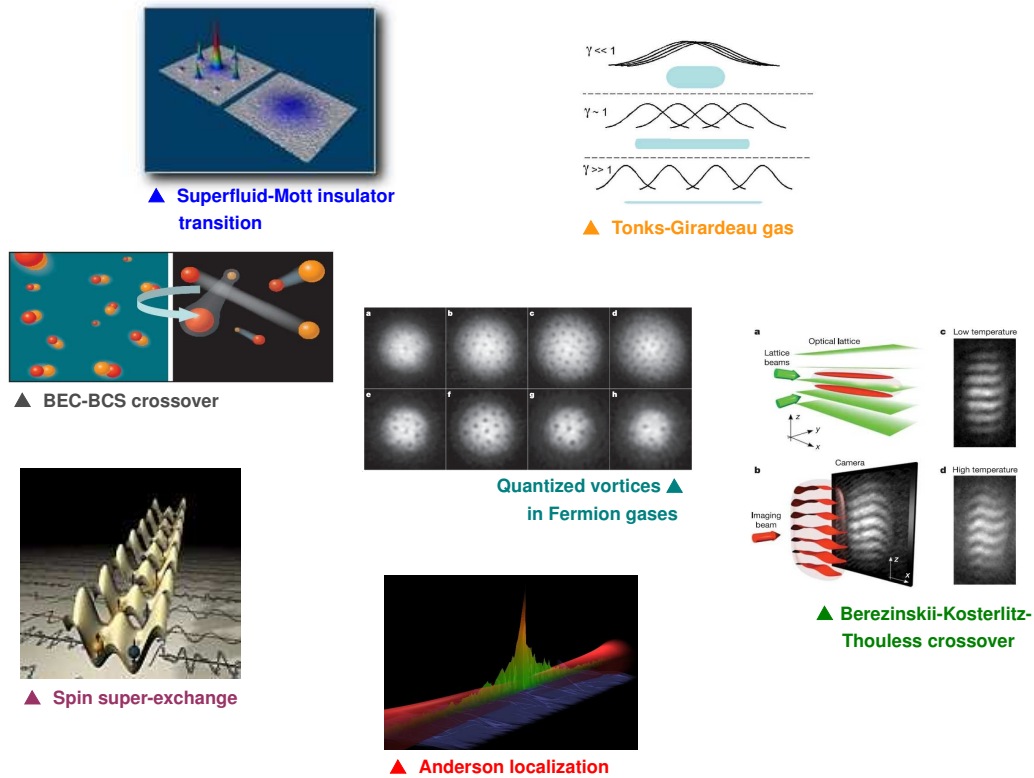 γ << 1
γ ~ 1
γ >> 1
▲ Superfluid-Mott insulator
transition
▲ Tonks-Girardeau gas
▲ BEC-BCS crossover
a b c d
e f g h
Quantized vortices ▲
in Fermion gases
a
Optical lattice
Lattice
beams
z
y
x
c Low temperature
b
Camera
Imaging
beam
z
x
d High temperature
▲ Berezinskii-Kosterlitz-
Thouless crossover
▲ Spin super-exchange
▲ Anderson localization